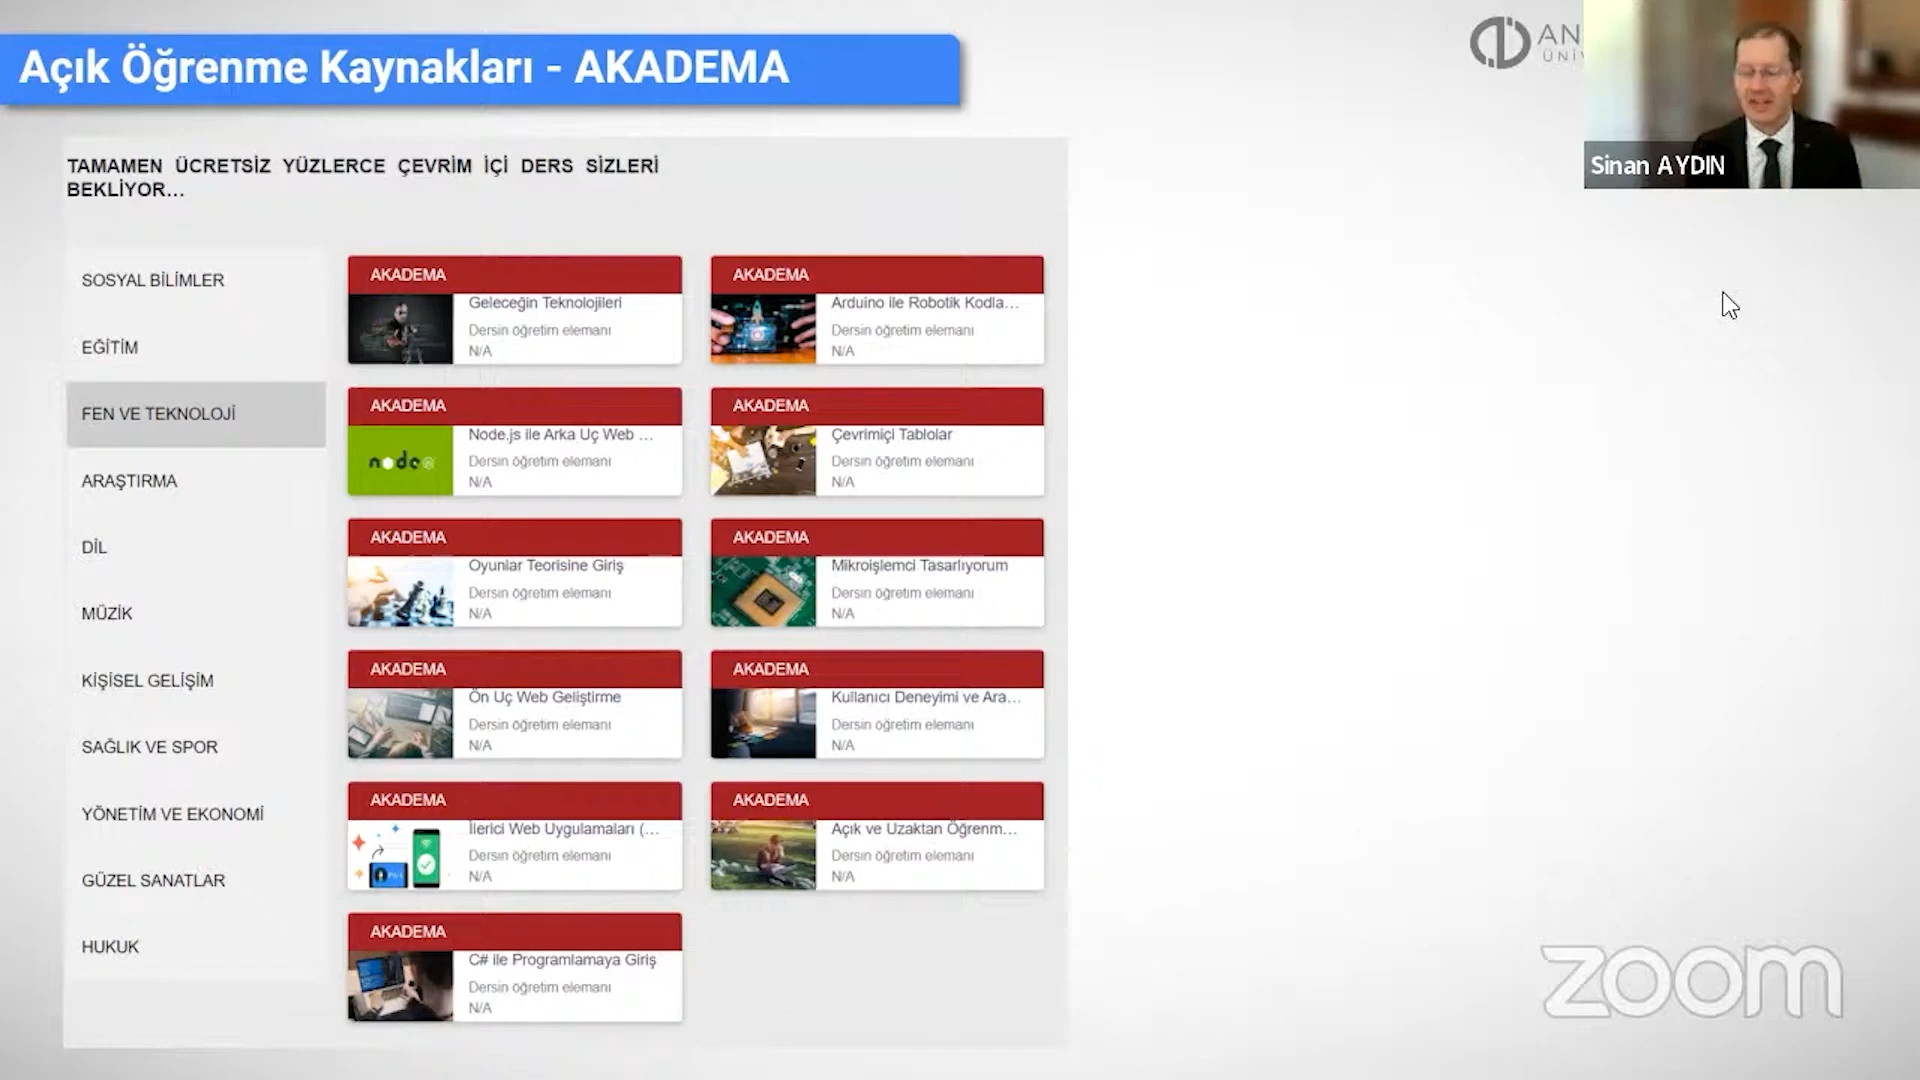 Açık Öğrenme Kaynakları - AKADEMA
AN
ÜNİV
Sinan AYDIN
TAMAMEN ÜCRETSİZ YÜZLERCE ÇEVRİM İÇİ DERS SİZLERİ
BEKLİYOR...
SOSYAL BİLİMLER
EĞİTİM
FEN VE TEKNOLOJİ
ARAŞTIRMA
DİL
MÜZİK
KİŞİSEL GELİŞİM
SAĞLIK VE SPOR
YÖNETİM VE EKONOMİ
GÜZEL SANATLAR
HUKUK
AKADEMA
Geleceğin Teknolojileri
Dersin öğretim elemanı
N/A
AKADEMA
Arduino ile Robotik Kodla...
Dersin öğretim elemanı
N/A
AKADEMA
node
Node.js ile Arka Uç Web ...
Dersin öğretim elemanı
N/A
AKADEMA
Çevrimiçi Tablolar
Dersin öğretim elemanı
N/A
AKADEMA
Oyunlar Teorisine Giriş
Dersin öğretim elemanı
N/A
AKADEMA
Mikroişlemci Tasarlıyorum
Dersin öğretim elemanı
N/A
AKADEMA
Ön Uç Web Geliştirme
Dersin öğretim elemanı
N/A
AKADEMA
Kullanıcı Deneyimi ve Ara...
Dersin öğretim elemanı
N/A
AKADEMA
İlerici Web Uygulamaları (...
Dersin öğretim elemanı
N/A
AKADEMA
Açık ve Uzaktan Öğrenm...
Dersin öğretim elemanı
N/A
AKADEMA
C# ile Programlamaya Giriş
Dersin öğretim elemanı
N/A
zoom